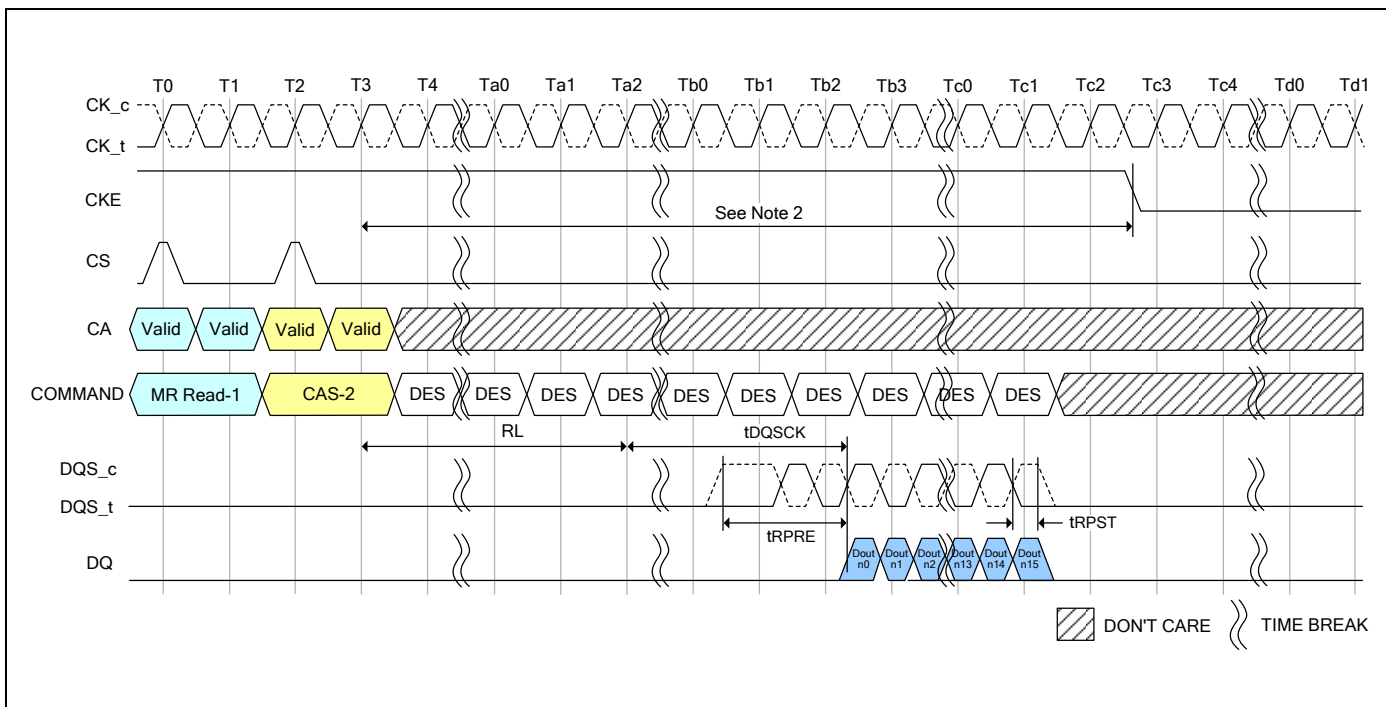 T0 T1 T2 T3 T4 Ta0 Ta1 Ta2 Tb0 Tb1 Tb2 Tb3 Tc0 Tc1 Tc2 Tc3 Tc4 Td0 Td1
CK_c
CK_t
CKE
See Note 2
CS
CA Valid Valid Valid Valid
COMMAND MR Read-1 CAS-2 DES DES DES DES DES DES DES DES DES DES
RL tDQSCK
DQS_c
DQS_t
tRPRE tRPST
DQ Dout n0 Dout n1 Dout n2 Dout n13 Dout n14 Dout n15
DON'T CARE TIME BREAK